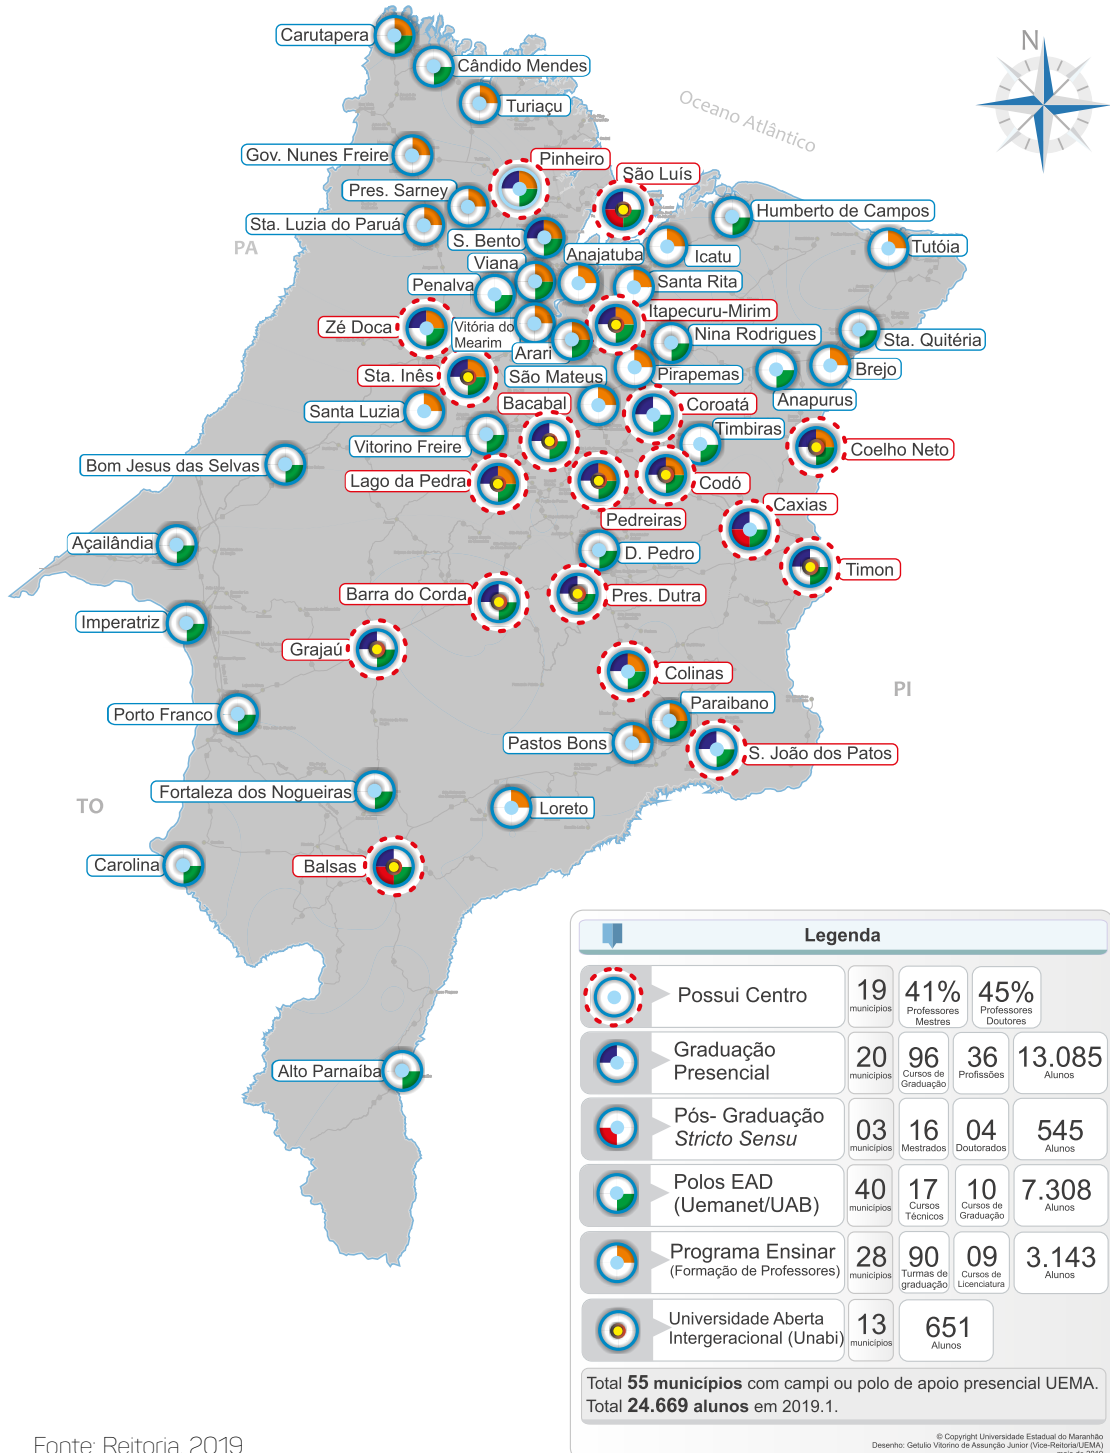 Carutapera
Cândido Mendes
Turiaçu
N
Oceano Atlântico
Gov. Nunes Freire
Pinheiro
São Luís
Pres. Sarney
Humberto de Campos
Sta. Luzia do Paruá
PA
S. Bento
Anajatuba
Icatu
Tutóia
Viana
Penalva
Santa Rita
Zé Doca
Vitória do
Mearim
Itapecuru-Mirim
Nina Rodrigues
Sta. Quitéria
Arari
Sta. Inês
São Mateus
Pirapemas
Brejo
Anapurus
Santa Luzia
Bacabal
Coroatá
Timbiras
Vitorino Freire
Coelho Neto
Bom Jesus das Selvas
Lago da Pedra
Codó
Caxias
Pedreiras
Açailândia
D. Pedro
Timon
Barra do Corda
Pres. Dutra
Imperatriz
Grajaú
Colinas
PI
Paraibano
Porto Franco
Pastos Bons
S. João dos Patos
Fortaleza dos Nogueiras
TO
Loreto
Carolina
Balsas
Alto Parnaíba
Legenda
Possui Centro
19
municípios
41%
Professores
Mestres
45%
Professores
Doutores
Graduação
Presencial
20
municípios
96
Cursos de
Graduação
36
Profissões
13.085
Alunos
Pós- Graduação
Stricto Sensu
03
municípios
16
Mestrados
04
Doutorados
545
Alunos
Polos EAD
(Uemanet/UAB)
40
municípios
17
Cursos
Técnicos
10
Cursos de
Graduação
7.308
Alunos
Programa Ensinar
(Formação de Professores)
28
municípios
90
Turmas de
graduação
09
Cursos de
Licenciatura
3.143
Alunos
Universidade Aberta
Intergeracional (Unabi)
13
municípios
651
Alunos
Total 55 municípios com campi ou polo de apoio presencial UEMA.
Total 24.669 alunos em 2019.1.
© Copyright Universidade Estadual do Maranhão
Desenho: Getulio Vitorino de Assunção Júnior (Vice-Reitoria/UEMA)
Fonte: Reitoria, 2019